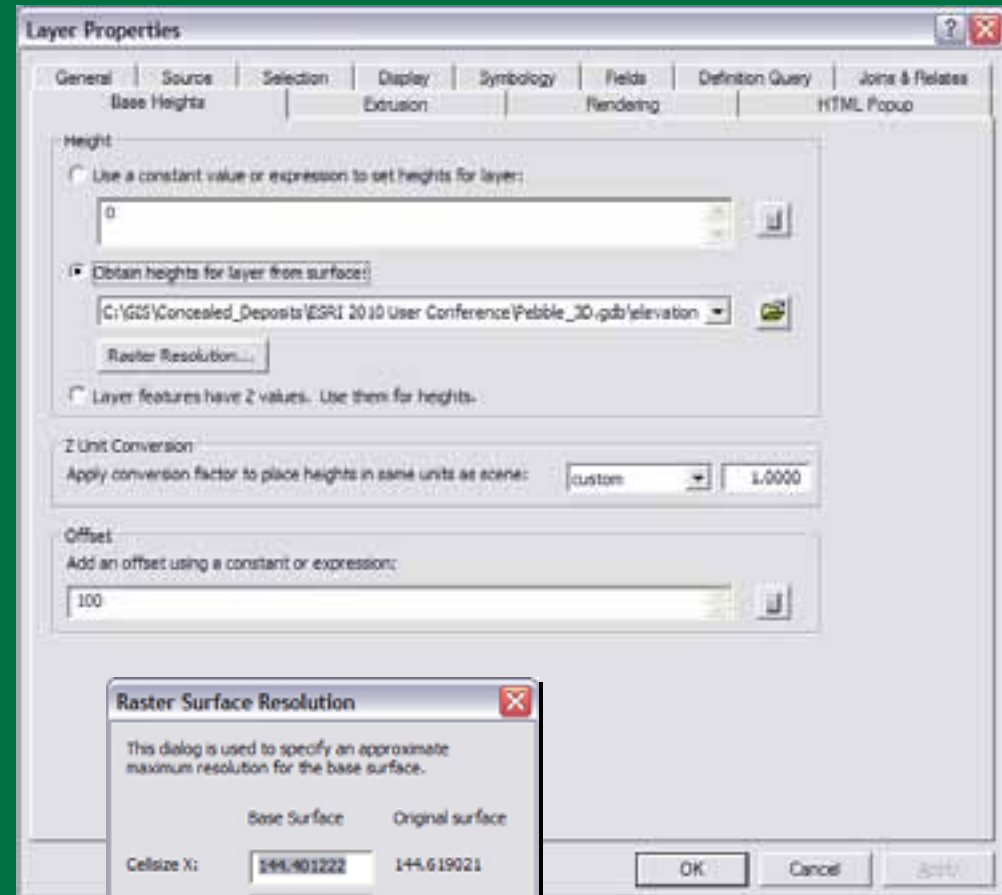 Layer Properties
General Source Selection Display Symbology Fields Definition Query Joins & Relates
Base Heights Extrusion Rendering HTML Popup
Height
Use a constant value or expression to set heights for layer:
0
Obtain heights for layer from surface:
C:\GIS\Concealed_Deposits\ESRI 2010 User Conference\Pebble_3D.gdb\elevation
Raster Resolution...
Layer features have Z values. Use them for heights.
Z Unit Conversion
Apply conversion factor to place heights in same units as scene:
custom
1.0000
Offset
Add an offset using a constant or expression:
100
Raster Surface Resolution
This dialog is used to specify an approximate
maximum resolution for the base surface.
Base Surface Original surface
Cellsize X: 144.401222 144.619021
OK Cancel Apply